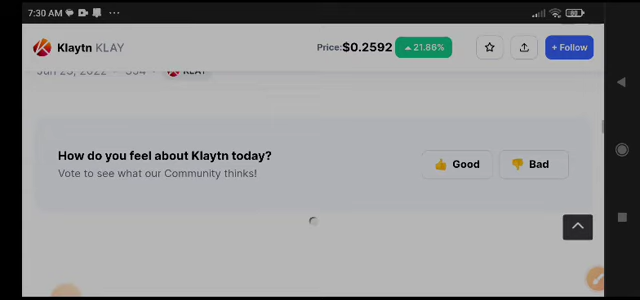 7:30 AM
Klaytn KLAY Price:$0.2592 21.86% + Follow
How do you feel about Klaytn today?
Vote to see what our Community thinks!
👍 Good 👎 Bad